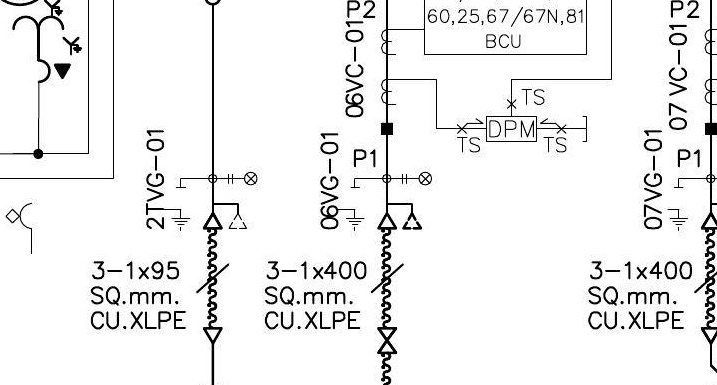 P2
60,25,67/67N,81
BCU
P2
06VC-01
07 VC-01
TS
DPM
TS
TS
2TVG-01
06VG-01
P1
07VG-01
P1
3-1x95
SQ.mm.
CU.XLPE
3-1x400
SQ.mm.
CU.XLPE
3-1x400
SQ.mm.
CU.XLPE